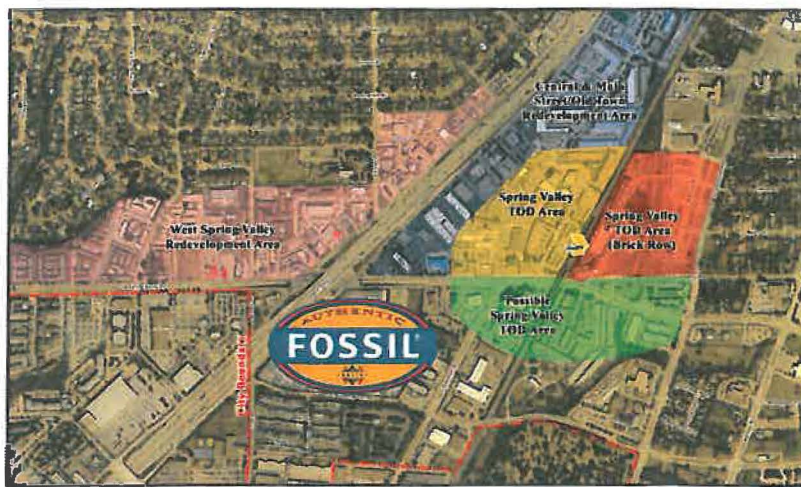 Central & Main
Street/Old Town
Redevelopment Area
Spring Valley
TOD Area
Spring Valley
TOD Area
(Brick Row)
West Spring Valley
Redevelopment Area
Possible
Spring Valley
TOD Area
AUTHENTIC
FOSSIL
City Boundary